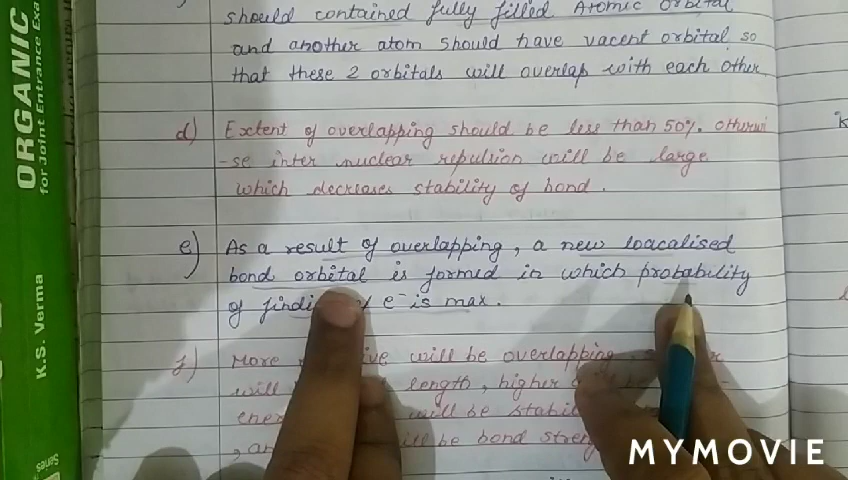 should contained fully filled Atomic Orbital
and another atom should have vacent orbital so
that these 2 orbitals will overlap with each other
d) Extent of overlapping should be less than 50%. Otherwi
-se inter nuclear repulsion will be large
which decreases stability of bond.
e) As a result of overlapping, a new loacalised
bond orbital is formed in which probability
of e⁻ is max.
f) More will be overlapping,
will length, higher
will be
will be bond
ORGANIC
for Joint Entrance Exa
K.S. Verma
Series
MYMOVIE